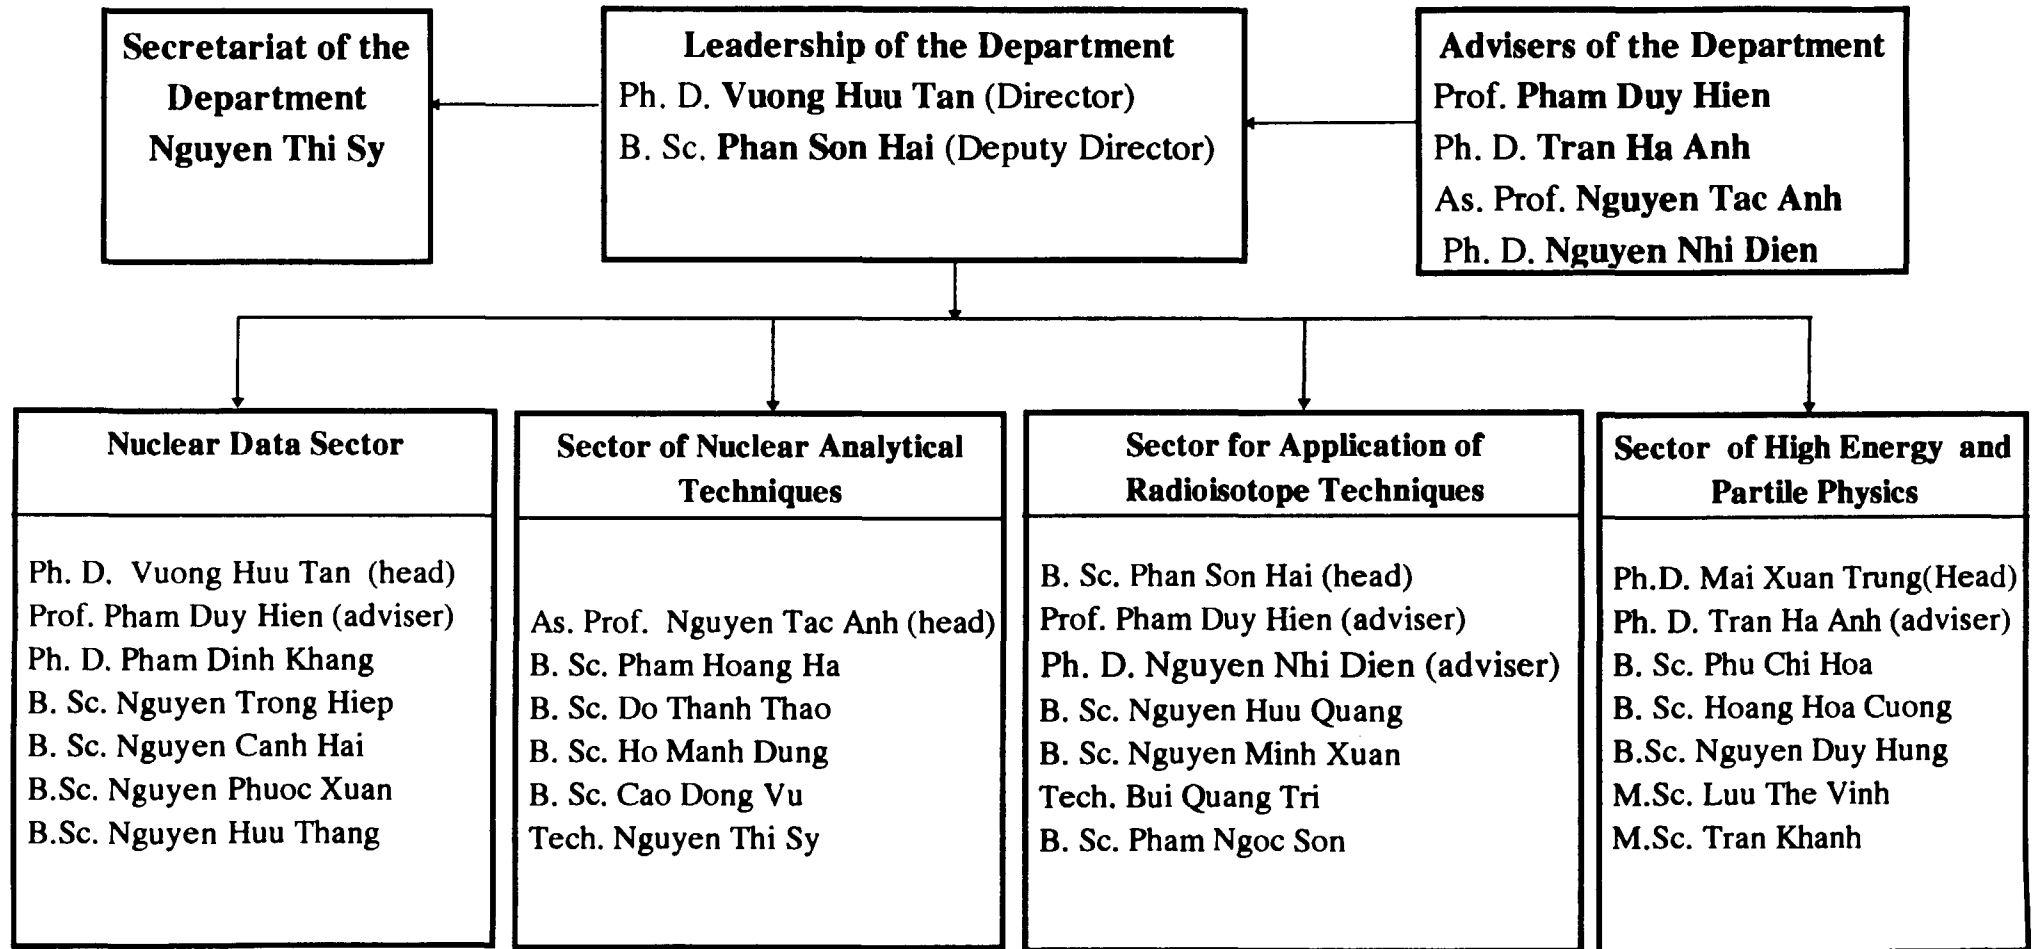 Secretariat of the
Department
Nguyen Thi Sy
Leadership of the Department
Ph. D. Vuong Huu Tan (Director)
B. Sc. Phan Son Hai (Deputy Director)
Advisers of the Department
Prof. Pham Duy Hien
Ph. D. Tran Ha Anh
As. Prof. Nguyen Tac Anh
Ph. D. Nguyen Nhi Dien
Nuclear Data Sector
Ph. D. Vuong Huu Tan (head)
Prof. Pham Duy Hien (adviser)
Ph. D. Pham Dinh Khang
B. Sc. Nguyen Trong Hiep
B. Sc. Nguyen Canh Hai
B.Sc. Nguyen Phuoc Xuan
B.Sc. Nguyen Huu Thang
Sector of Nuclear Analytical
Techniques
As. Prof. Nguyen Tac Anh (head)
B. Sc. Pham Hoang Ha
B. Sc. Do Thanh Thao
B. Sc. Ho Manh Dung
B. Sc. Cao Dong Vu
Tech. Nguyen Thi Sy
Sector for Application of
Radioisotope Techniques
B. Sc. Phan Son Hai (head)
Prof. Pham Duy Hien (adviser)
Ph. D. Nguyen Nhi Dien (adviser)
B. Sc. Nguyen Huu Quang
B. Sc. Nguyen Minh Xuan
Tech. Bui Quang Tri
B. Sc. Pham Ngoc Son
Sector of High Energy and
Partile Physics
Ph.D. Mai Xuan Trung(Head)
Ph. D. Tran Ha Anh (adviser)
B. Sc. Phu Chi Hoa
B. Sc. Hoang Hoa Cuong
B.Sc. Nguyen Duy Hung
M.Sc. Luu The Vinh
M.Sc. Tran Khanh